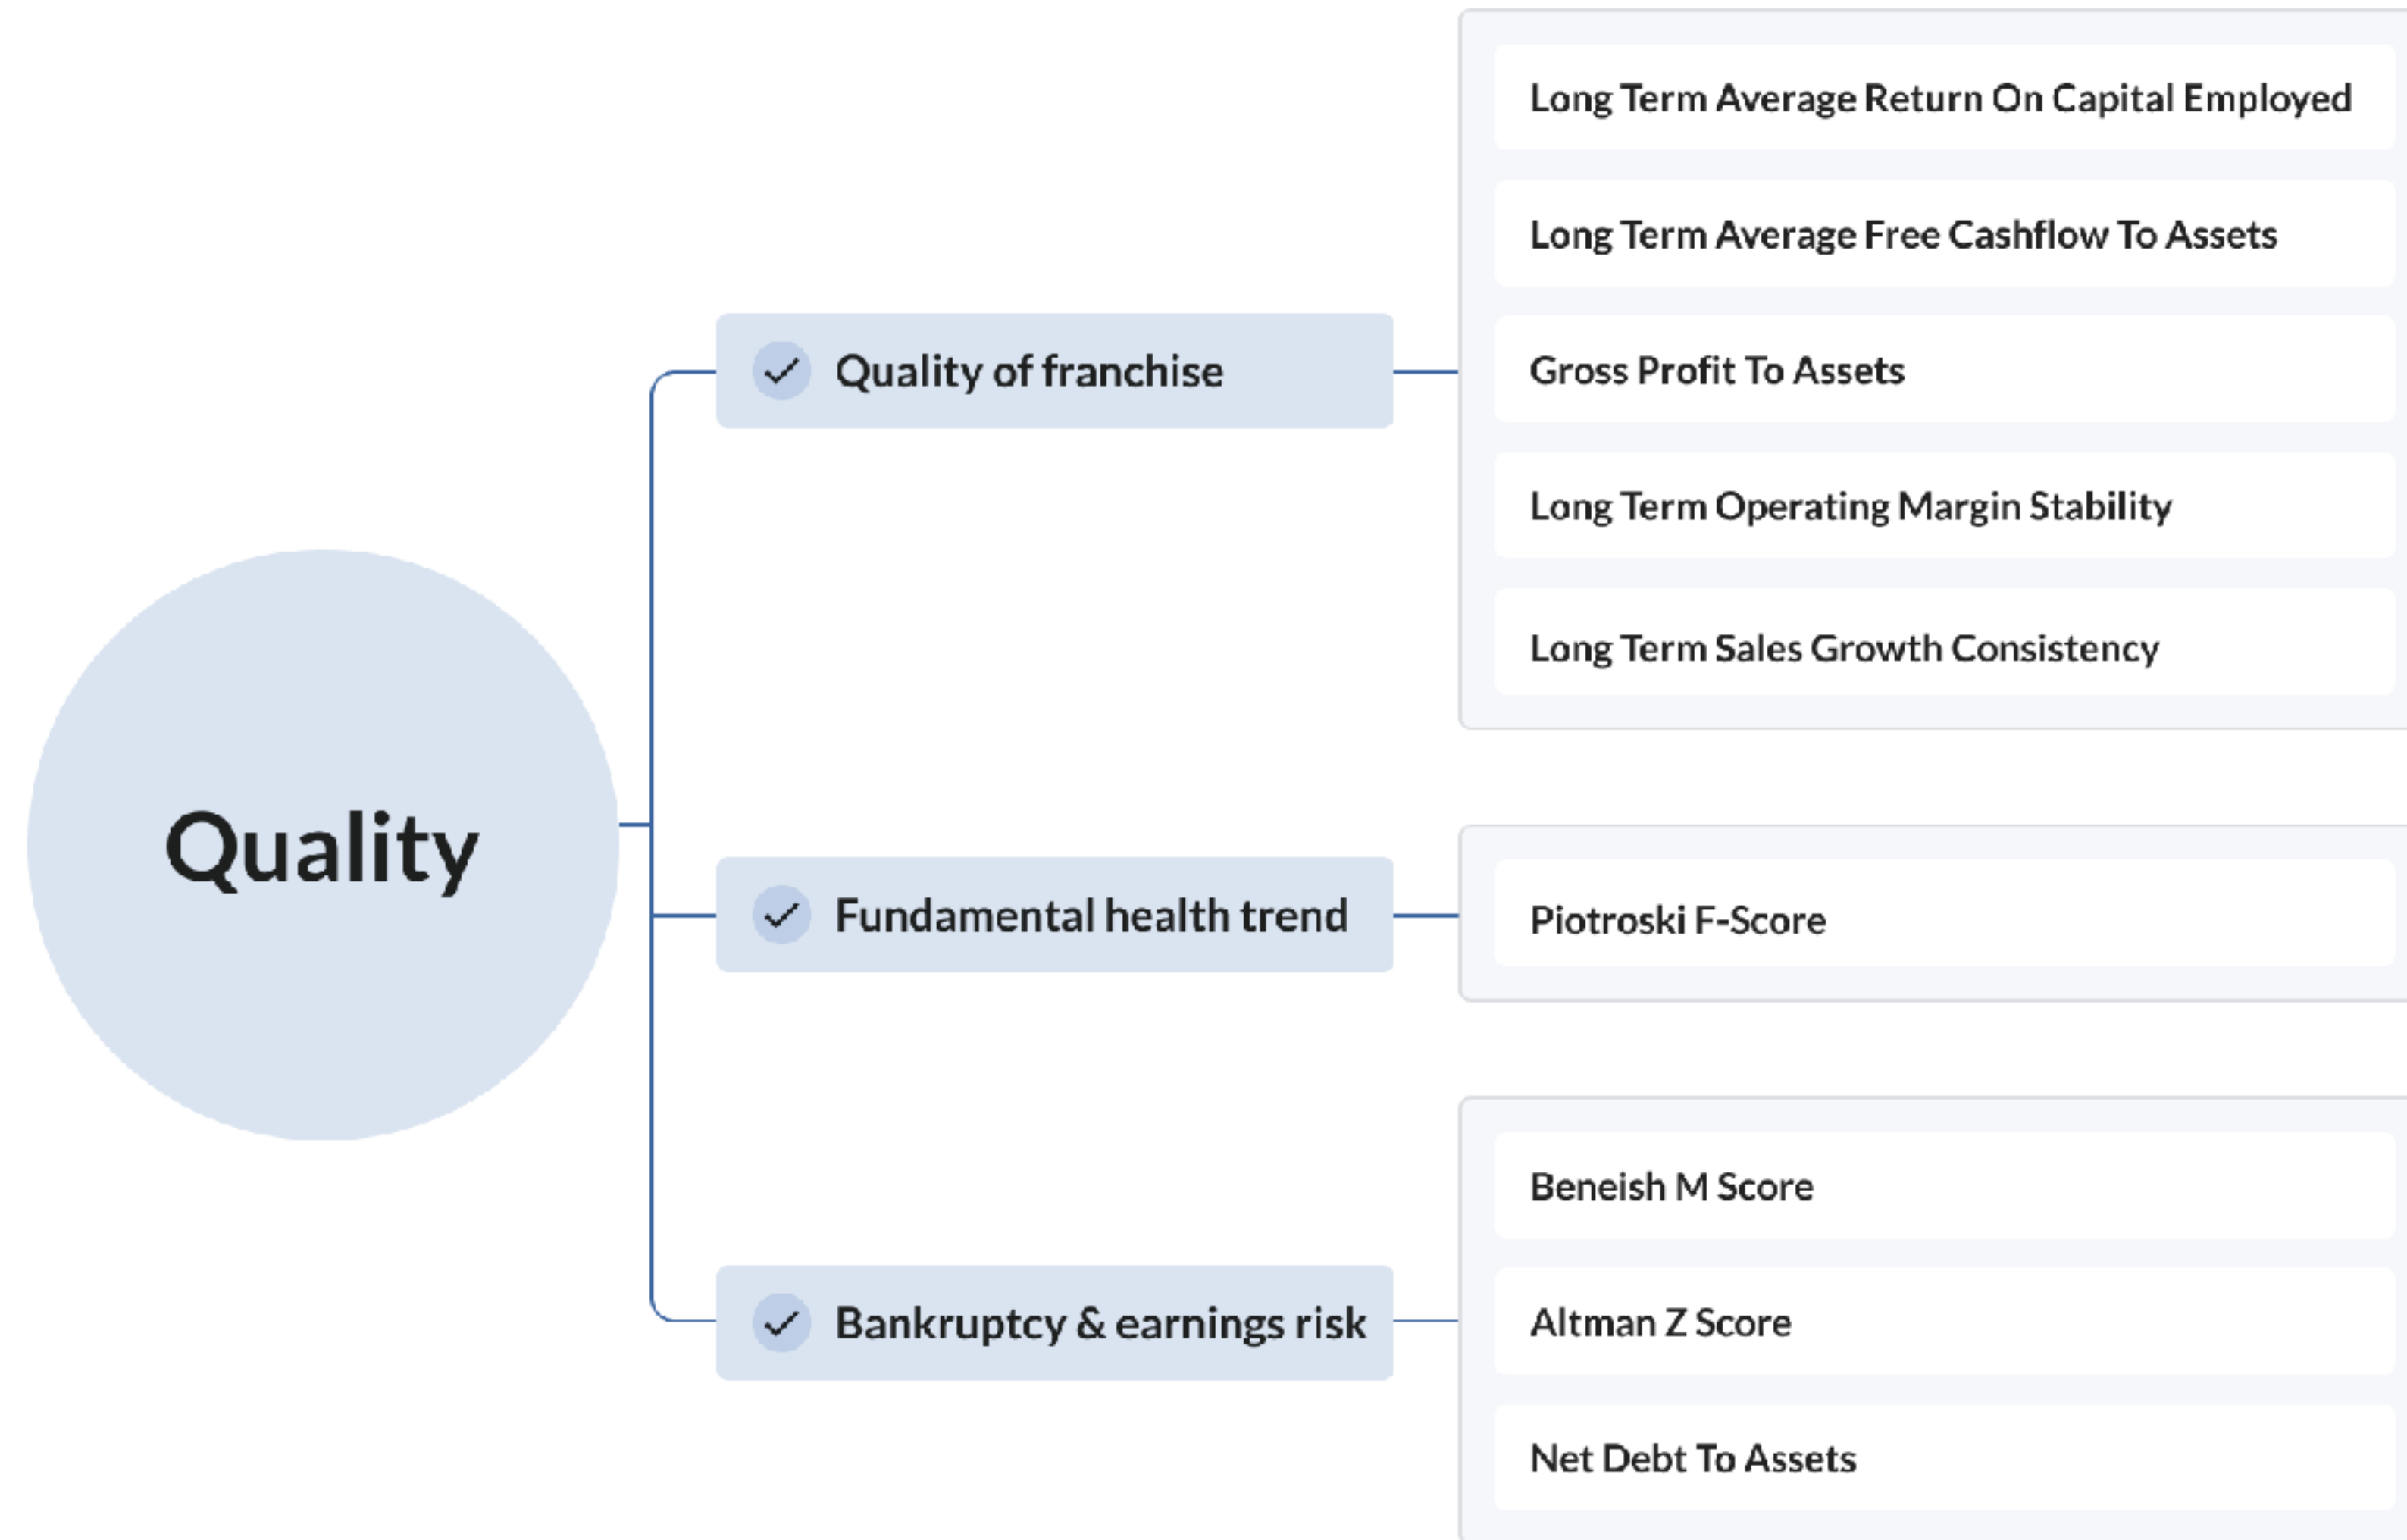 Quality
Quality of franchise
Long Term Average Return On Capital Employed
Long Term Average Free Cashflow To Assets
Gross Profit To Assets
Long Term Operating Margin Stability
Long Term Sales Growth Consistency
Fundamental health trend
Piotroski F-Score
Bankruptcy & earnings risk
Beneish M Score
Altman Z Score
Net Debt To Assets